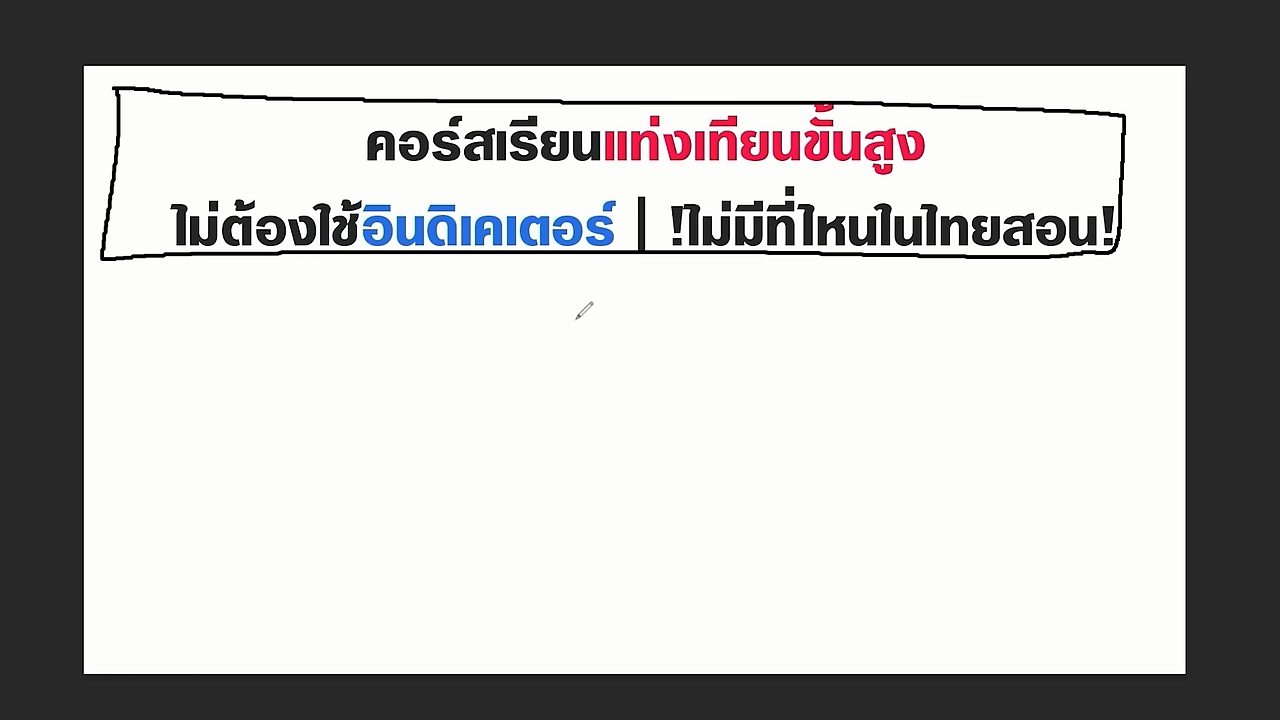 คอร์สเรียนแท่งเทียนขั้นสูง
ไม่ต้องใช้อินดิเคเตอร์ | !ไม่มีที่ไหนในไทยสอน!